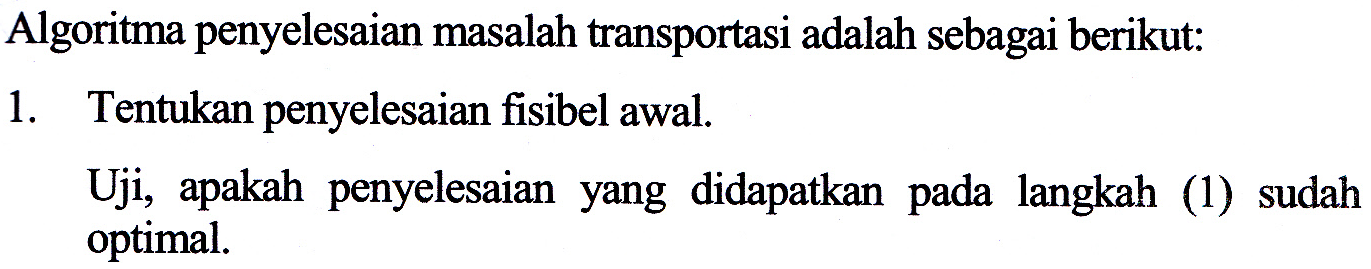 Algoritma penyelesaian masalah transportasi adalah sebagai berikut:
1. Tentukan penyelesaian fisibel awal.
Uji, apakah penyelesaian yang didapatkan pada langkah (1) sudah
optimal.